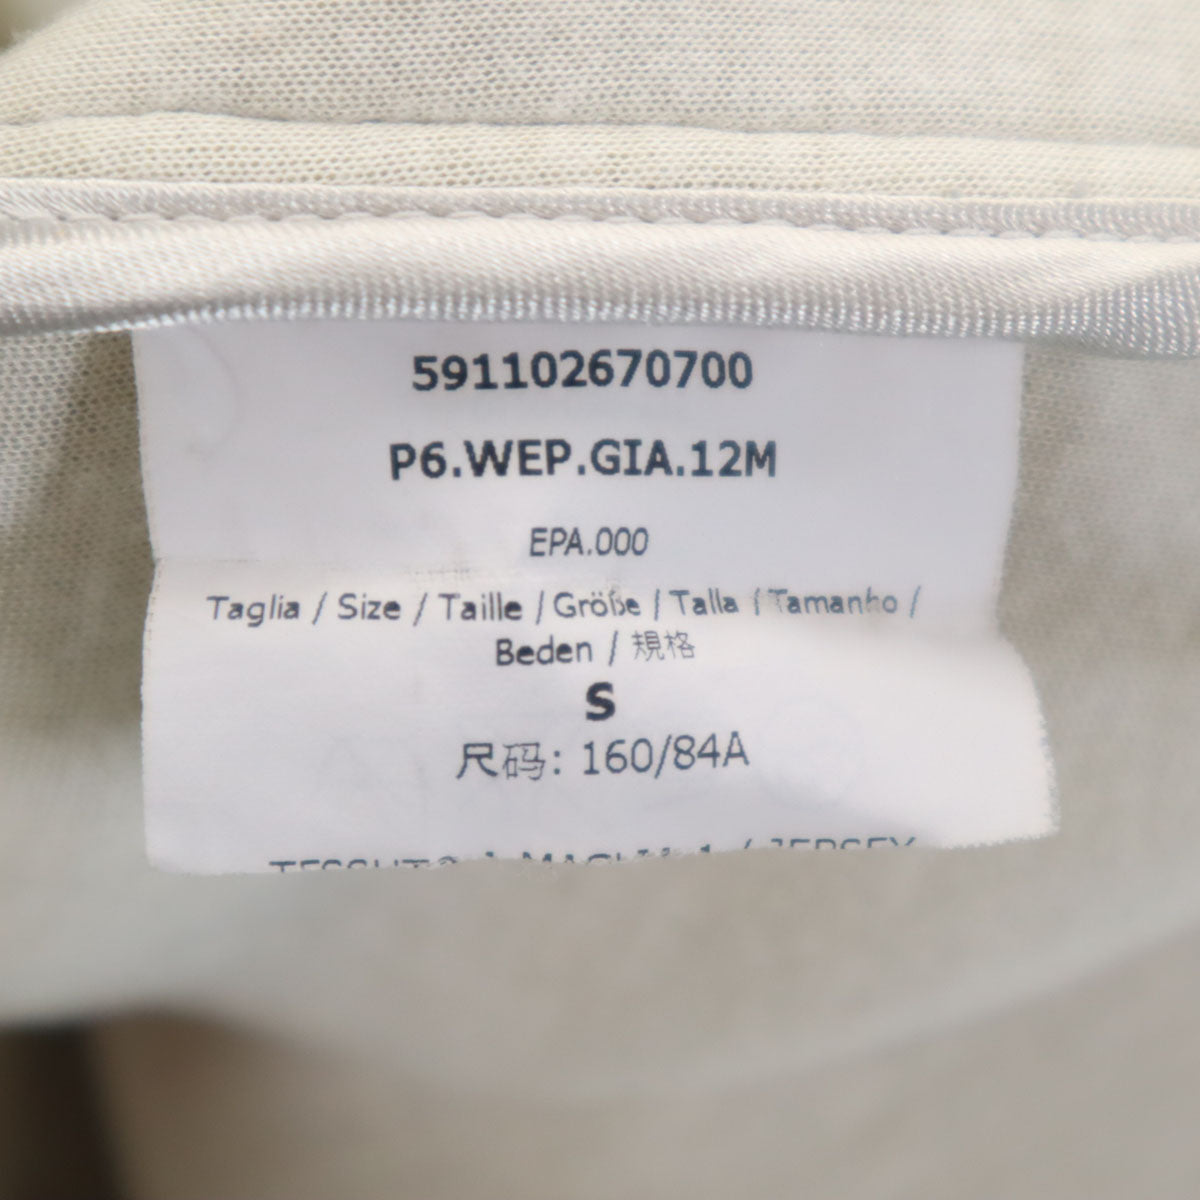 591102670700
P6.WEP.GIA.12M
EPA.000
Taglia / Size / Taille / Größe / Talla / Tamanho /
Beden / 規格
S
尺码: 160/84A
JERSEY